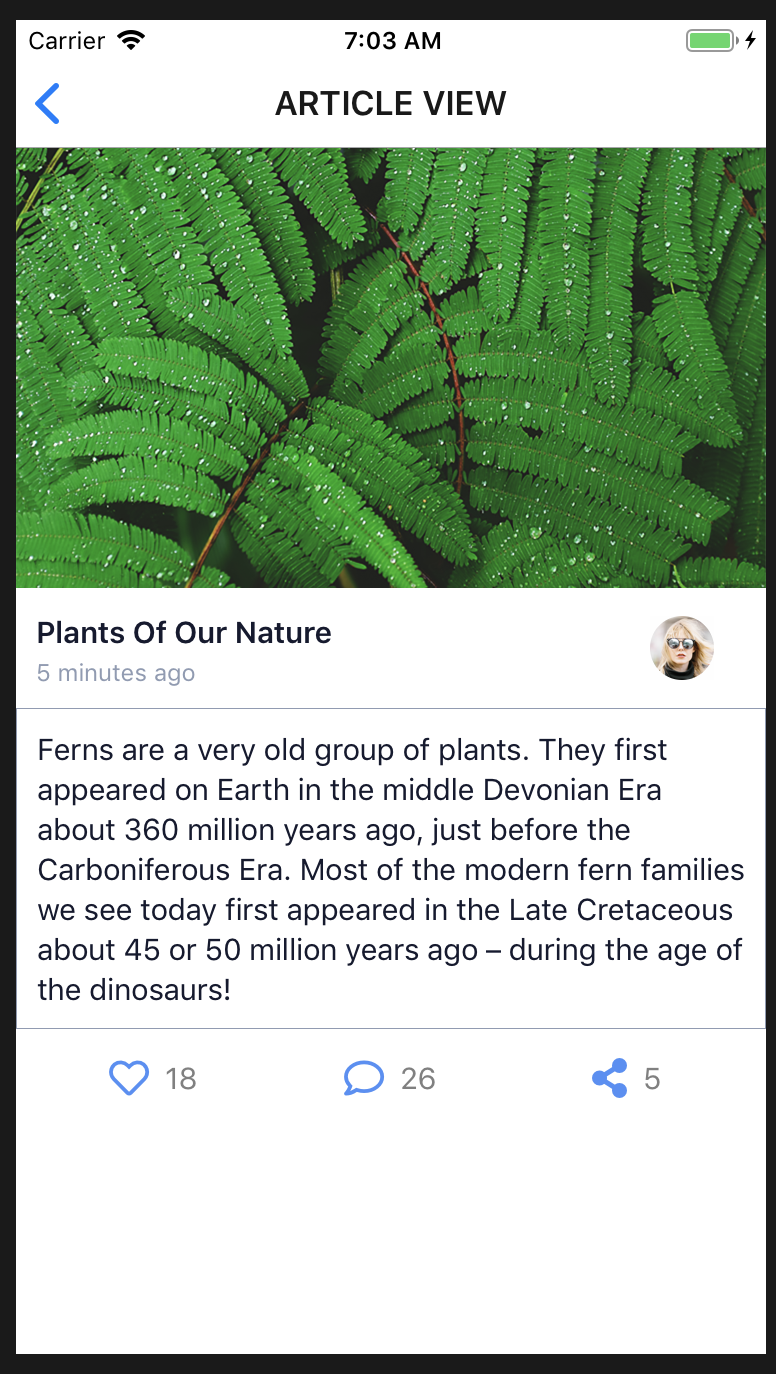 Carrier 7:03 AM
ARTICLE VIEW
Plants Of Our Nature
5 minutes ago
Ferns are a very old group of plants. They first
appeared on Earth in the middle Devonian Era
about 360 million years ago, just before the
Carboniferous Era. Most of the modern fern families
we see today first appeared in the Late Cretaceous
about 45 or 50 million years ago – during the age of
the dinosaurs!
18 26 5